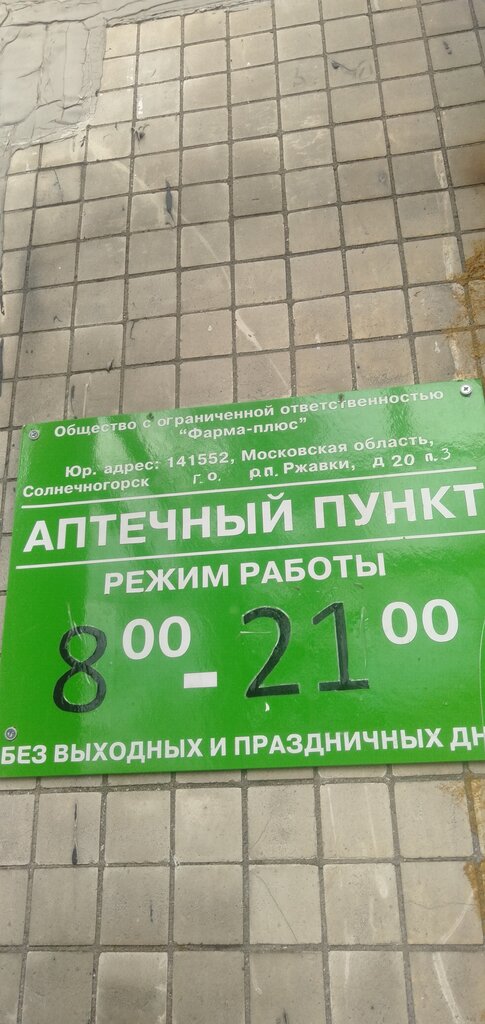 Общество с ограниченной ответственностью
"Фарма-плюс"
Юр. адрес: 141552, Московская область,
Солнечногорск г.о. рп. Ржавки, д 20 п.3
АПТЕЧНЫЙ ПУНКТ
РЕЖИМ РАБОТЫ
8 00 - 21 00
БЕЗ ВЫХОДНЫХ И ПРАЗДНИЧНЫХ ДН